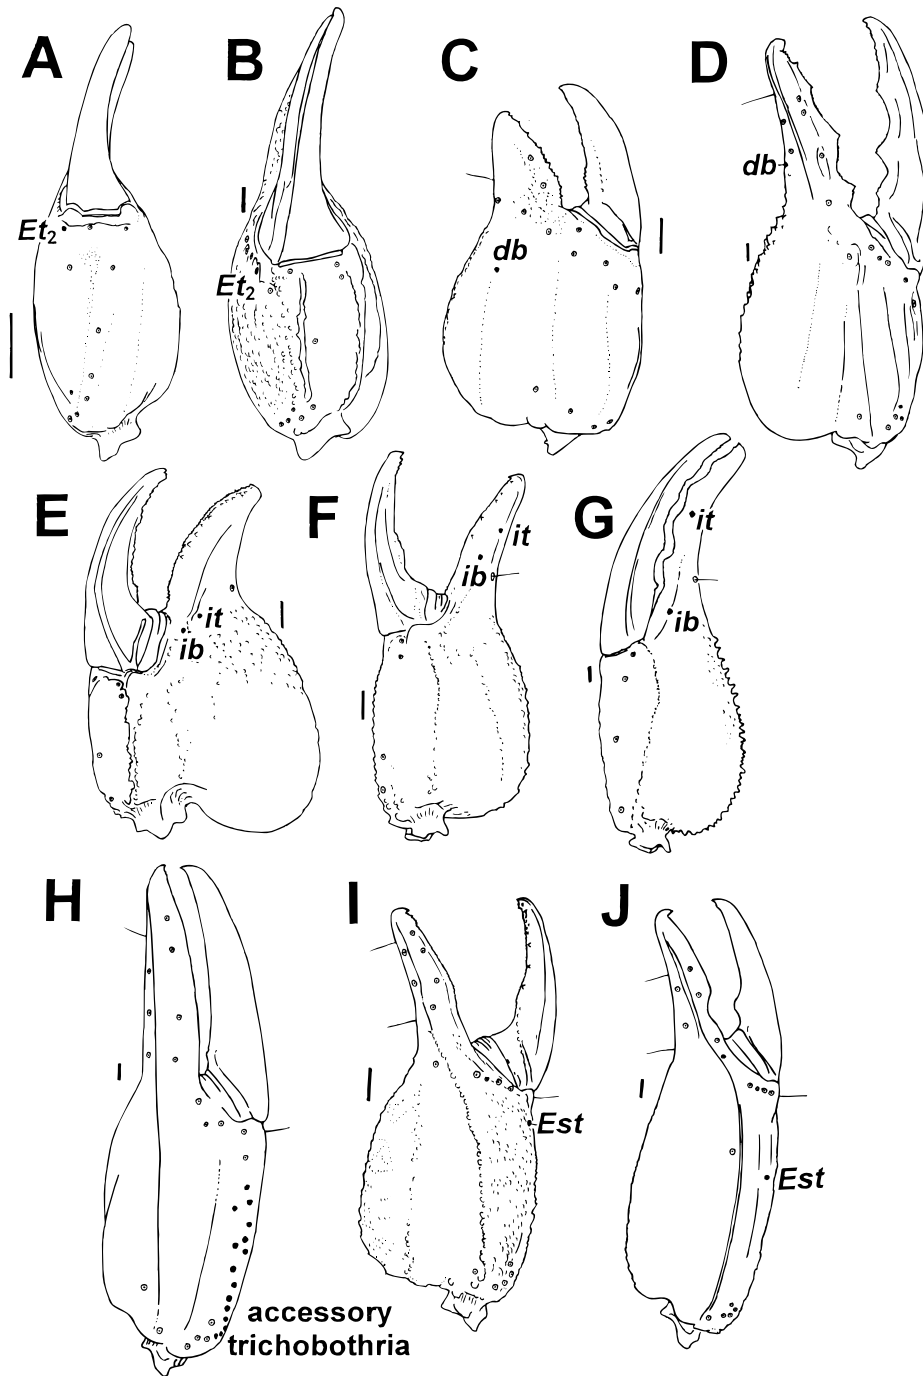 A
B
C
D
Et2
Et2
db
db
E
F
G
it
ib
it
ib
it
ib
H
I
J
Est
Est
accessory
trichobothria